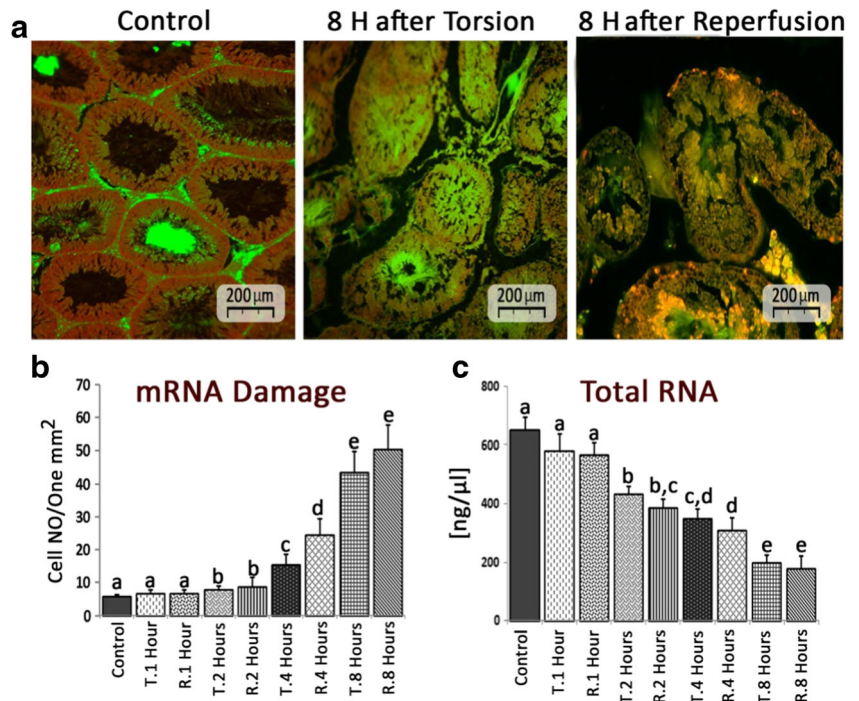 a
Control
8 H after Torsion
8 H after Reperfusion
200 µm
200 µm
200 µm
b
mRNA Damage
Cell NO/One mm²
70
60
50
40
30
20
10
0
a
a
a
b
b
c
d
e
e
Control
T.1 Hour
R.1 Hour
T.2 Hours
R.2 Hours
T.4 Hours
R.4 Hours
T.8 Hours
R.8 Hours
c
Total RNA
[ng/µl]
800
600
400
200
0
a
a
a
b
b,c
c,d
d
e
e
Control
T.1 Hour
R.1 Hour
T.2 Hours
R.2 Hours
T.4 Hours
R.4 Hours
T.8 Hours
R.8 Hours